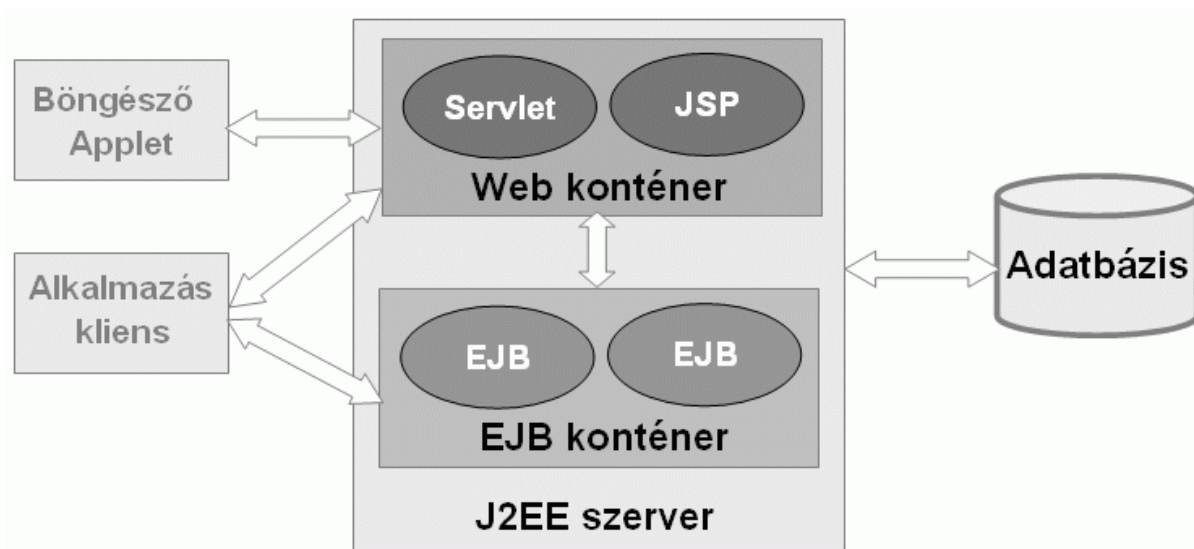 Böngésző
Applet
Alkalmazás
kliens
Servlet
JSP
Web konténer
EJB
EJB
EJB konténer
J2EE szerver
Adatbázis